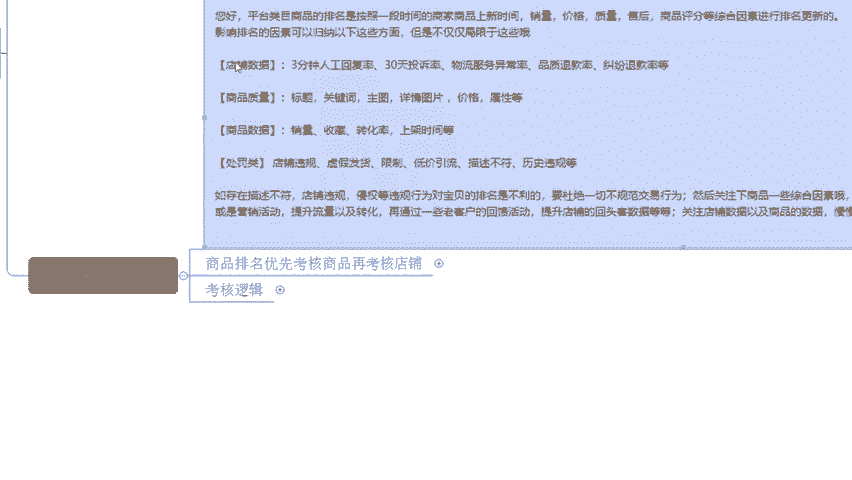 您好，平台类目商品的排名是按照一段时间的商家商品上新时间，销量，价格，质量，售后，商品评分等综合因素进行排名更新的。
影响排名的因素可以归纳以下这些方面，但是不仅仅局限于这些哦
【店铺数据】：3分钟人工回复率、30天投诉率、物流服务异常率、品质退款率、纠纷退款率等
【商品质量】：标题，关键词，主图，详情图片，价格，属性等
【商品数据】：销量、收藏、转化率，上架时间等
【处罚类】 店铺违规、虚假发货、限制、低价引流、描述不符、历史违规等
如存在描述不符，店铺违规，侵权等违规行为对宝贝的排名是不利的，要杜绝一切不规范交易行为；然后关注下商品一些综合因素哦，
或是营销活动，提升流量以及转化，再通过一些老客户的回馈活动，提升店铺的回头客数据等等；关注店铺数据以及商品的数据，慢慢
商品排名优先考核商品再考核店铺
考核逻辑